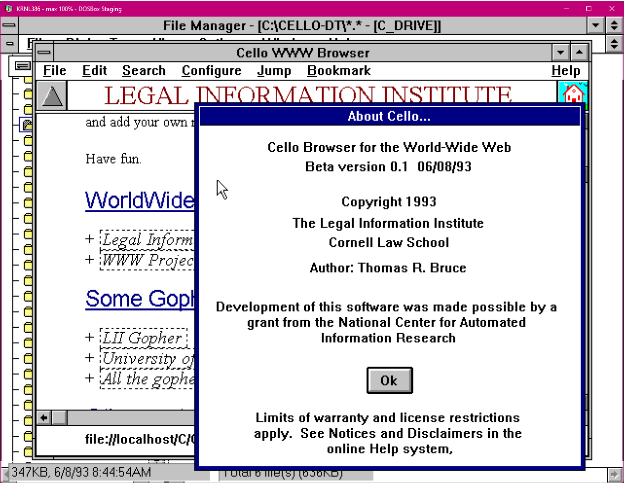 KRNL386 - max 100% - DOSBox Staging
File Manager - [C:\CELLO-DT\*.* - [C_DRIVE]]
Cello WWW Browser
File Edit Search Configure Jump Bookmark Help
LEGAL INFORMATION INSTITUTE
and add your own
Have fun.
WorldWide
+ Legal Inform
+ WWW Projec
Some Goph
+ LII Gopher
+ University of
+ All the gophe
file://localhost/C/C
About Cello...
Cello Browser for the World-Wide Web
Beta version 0.1 06/08/93
Copyright 1993
The Legal Information Institute
Cornell Law School
Author: Thomas R. Bruce
Development of this software was made possible by a
grant from the National Center for Automated
Information Research
Ok
Limits of warranty and license restrictions
apply. See Notices and Disclaimers in the
online Help system,
347KB, 6/8/93 8:44:54AM
Total 6 file(s) (636KB)